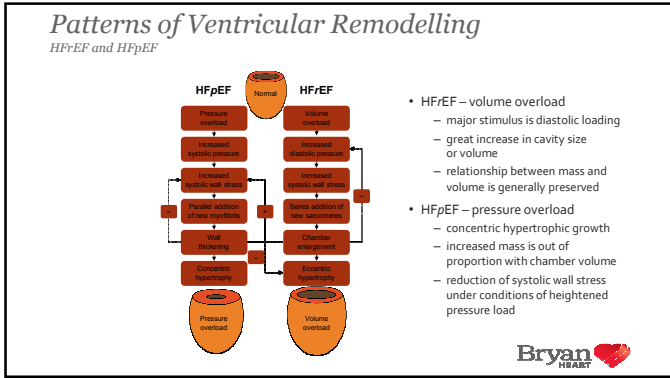 Patterns of Ventricular Remodelling
HFrEF and HFpEF
HFpEF
HFrEF
Normal
Pressure
overload
Volume
overload
Increased
systolic pressure
Increased
diastolic pressure
Increased
systolic wall stress
Increased
systolic wall stress
Parallel addition
of new myofibrils
Series addition of
new sarcomeres
Wall
thickening
Chamber
enlargement
Concentric
hypertrophy
Eccentric
hypertrophy
–
+
–
–
Pressure
overload
Volume
overload
• HFrEF – volume overload
– major stimulus is diastolic loading
– great increase in cavity size
or volume
– relationship between mass and
volume is generally preserved
• HFpEF – pressure overload
– concentric hypertrophic growth
– increased mass is out of
proportion with chamber volume
– reduction of systolic wall stress
under conditions of heightened
pressure load
Bryan
HEART